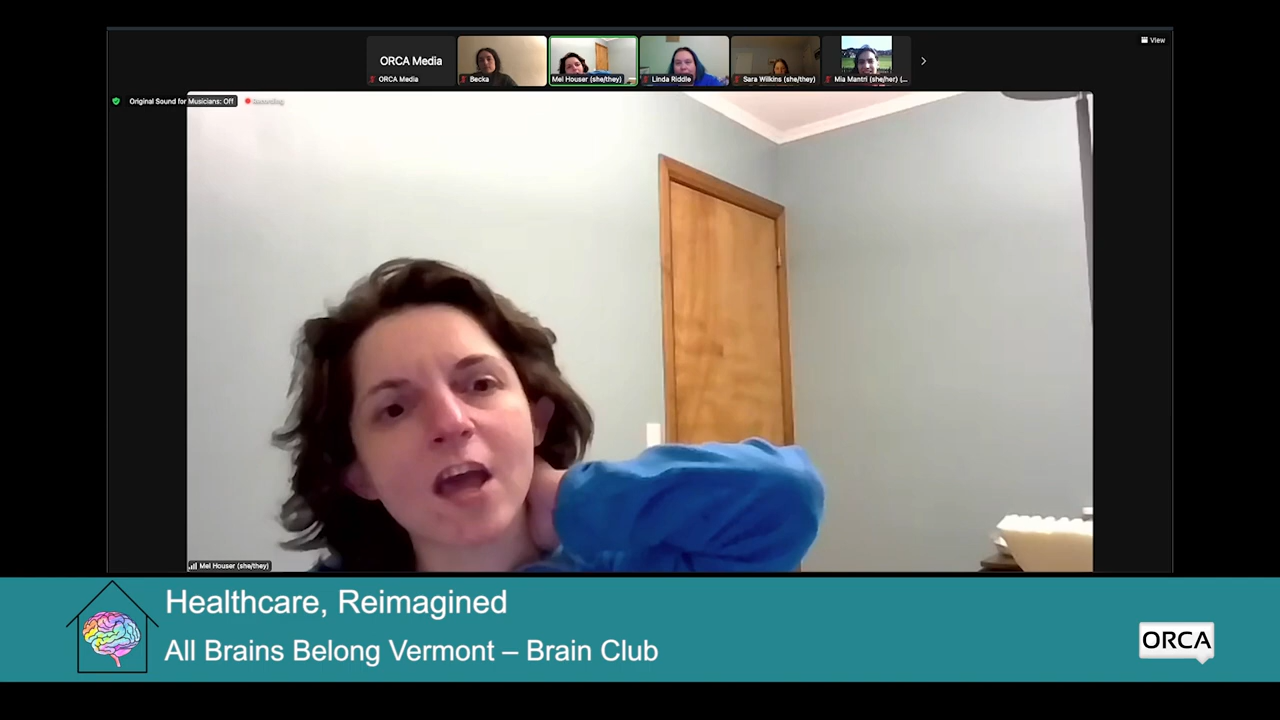 View
ORCA Media
ORCA Media
Becka
Mel Houser (she/they)
Linda Riddle
Sara Wilkins (she/they)
Mia Mantri (she/her) (...
Original Sound for Musicians: Off
Recording
Mel Houser (she/they)
Healthcare, Reimagined
All Brains Belong Vermont – Brain Club
ORCA